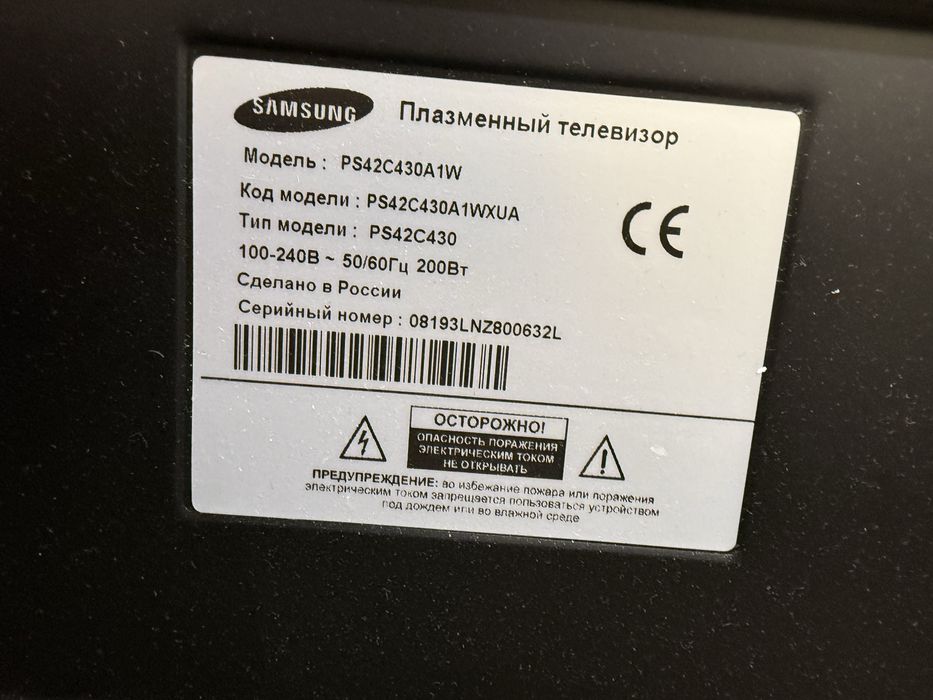 SAMSUNG Плазменный телевизор
Модель : PS42C430A1W
Код модели : PS42C430A1WXUA
Тип модели : PS42C430
100-240В ~ 50/60Гц 200Вт
Сделано в России
Серийный номер : 08193LNZ800632L
CE
ОСТОРОЖНО!
ОПАСНОСТЬ ПОРАЖЕНИЯ
ЭЛЕКТРИЧЕСКИМ ТОКОМ
НЕ ОТКРЫВАТЬ
ПРЕДУПРЕЖДЕНИЕ: во избежание пожара или поражения
электрическим током запрещается пользоваться устройством
под дождем или во влажной среде